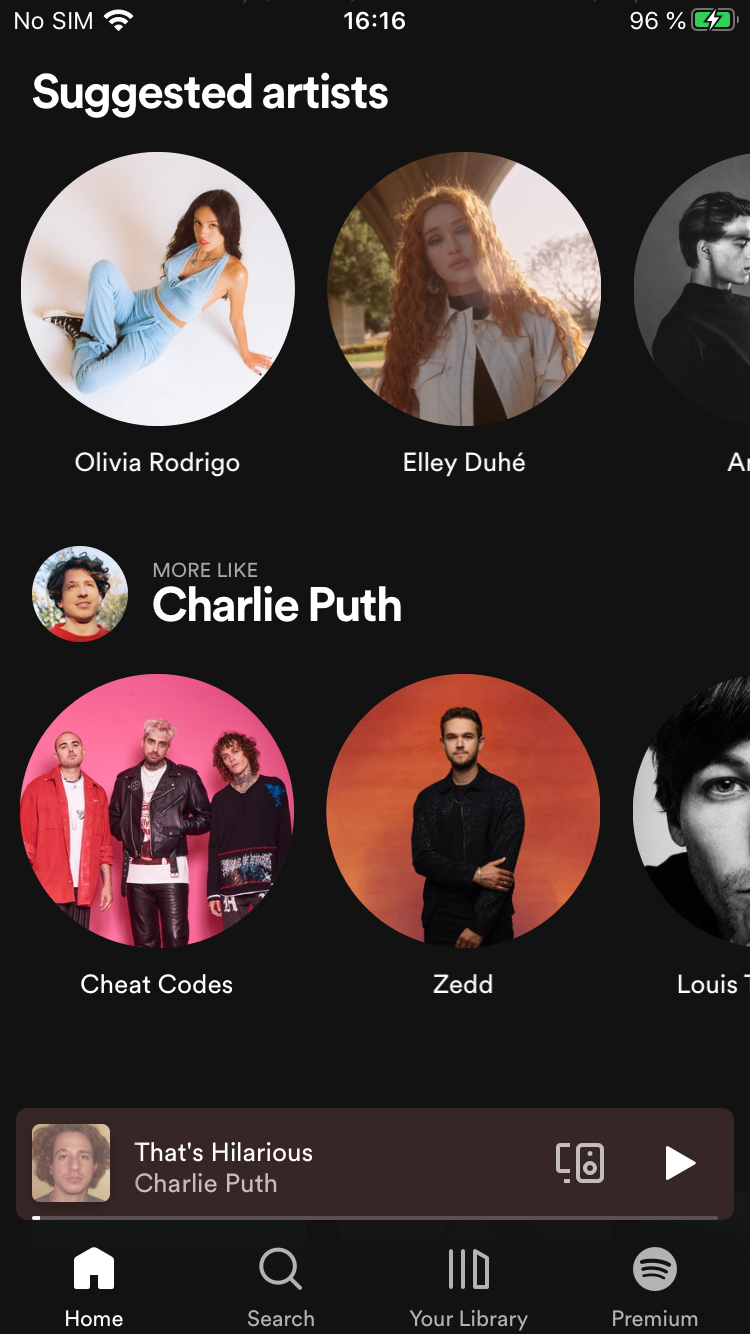 No SIM 16:16 96 %
Suggested artists
Olivia Rodrigo Elley Duhé
MORE LIKE
Charlie Puth
Cheat Codes Zedd Louis
That's Hilarious
Charlie Puth
Home Search Your Library Premium